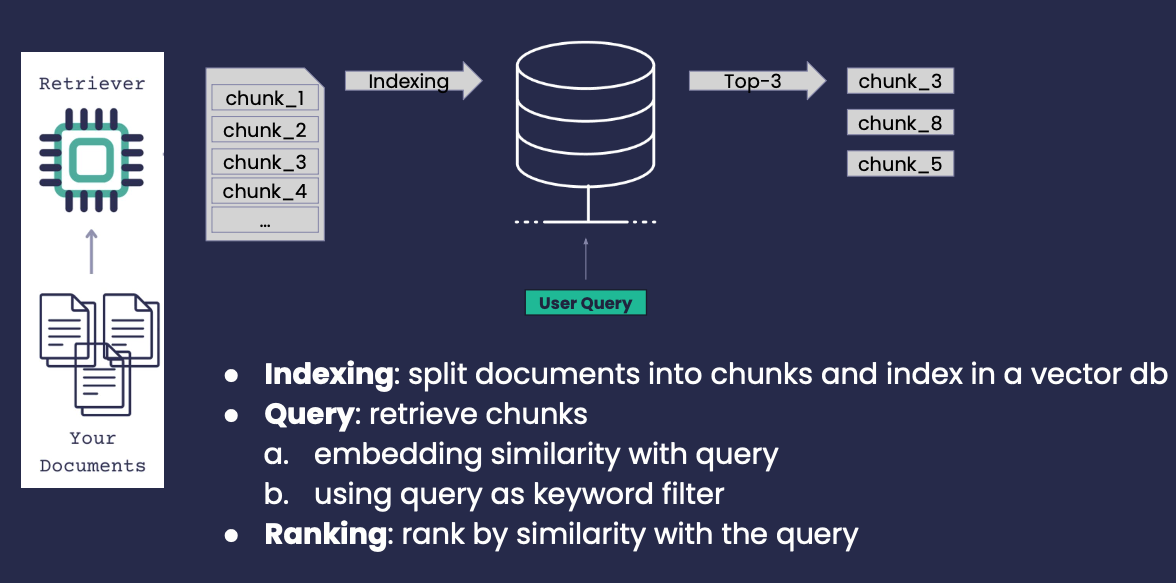 Retriever
Your
Documents
chunk_1
chunk_2
chunk_3
chunk_4
...
Indexing
User Query
Top-3
chunk_3
chunk_8
chunk_5
● Indexing: split documents into chunks and index in a vector db
● Query: retrieve chunks
a. embedding similarity with query
b. using query as keyword filter
● Ranking: rank by similarity with the query